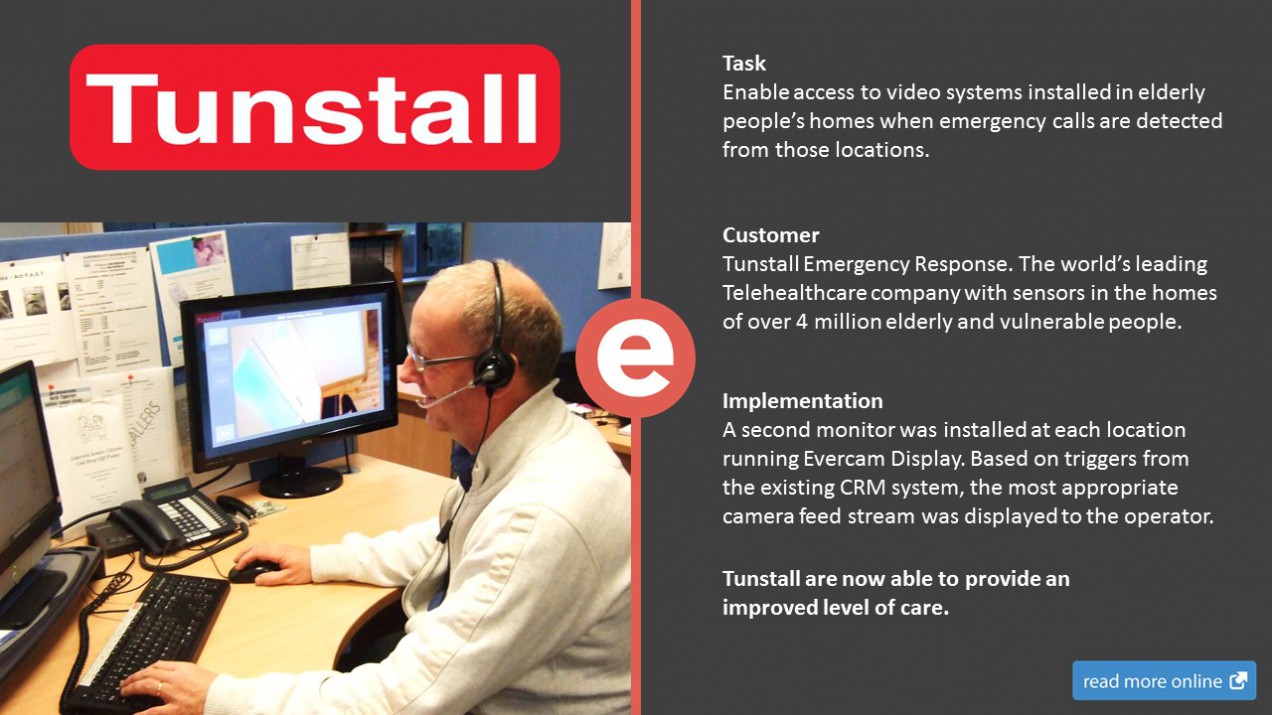 Tunstall
e
Task
Enable access to video systems installed in elderly
people's homes when emergency calls are detected
from those locations.
Customer
Tunstall Emergency Response. The world's leading
Telehealthcare company with sensors in the homes
of over 4 million elderly and vulnerable people.
Implementation
A second monitor was installed at each location
running Evercam Display. Based on triggers from
the existing CRM system, the most appropriate
camera feed stream was displayed to the operator.
Tunstall are now able to provide an
improved level of care.
read more online